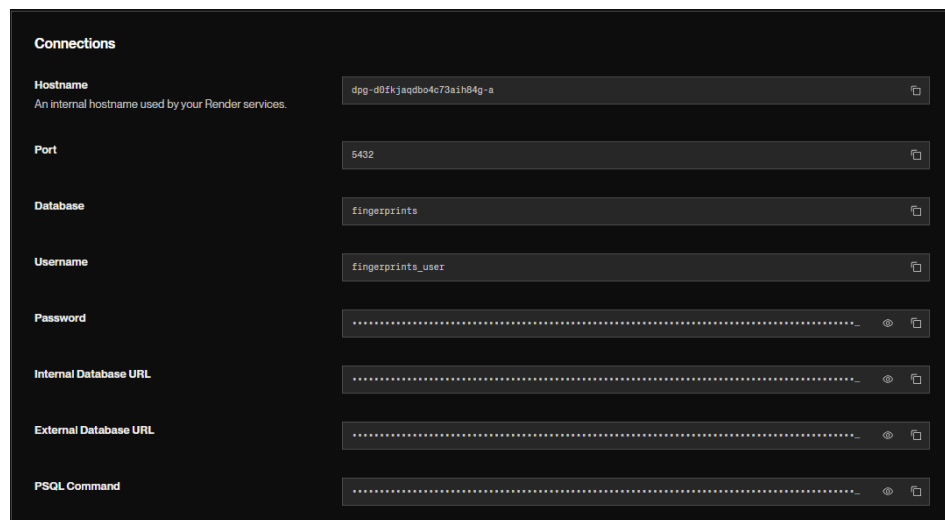 Connections
Hostname
An internal hostname used by your Render services.
dpg-d0fkjaqdbo4c73aih84g-a
Port
5432
Database
fingerprints
Username
fingerprints_user
Password
Internal Database URL
External Database URL
PSQL Command